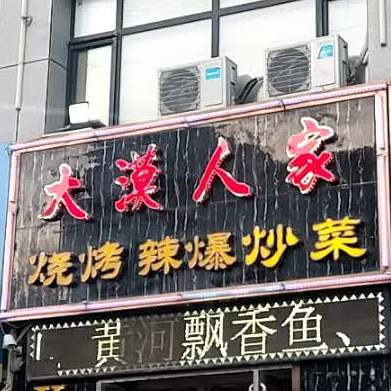 大漠人家
烧烤辣爆炒菜
黄河飘香鱼、